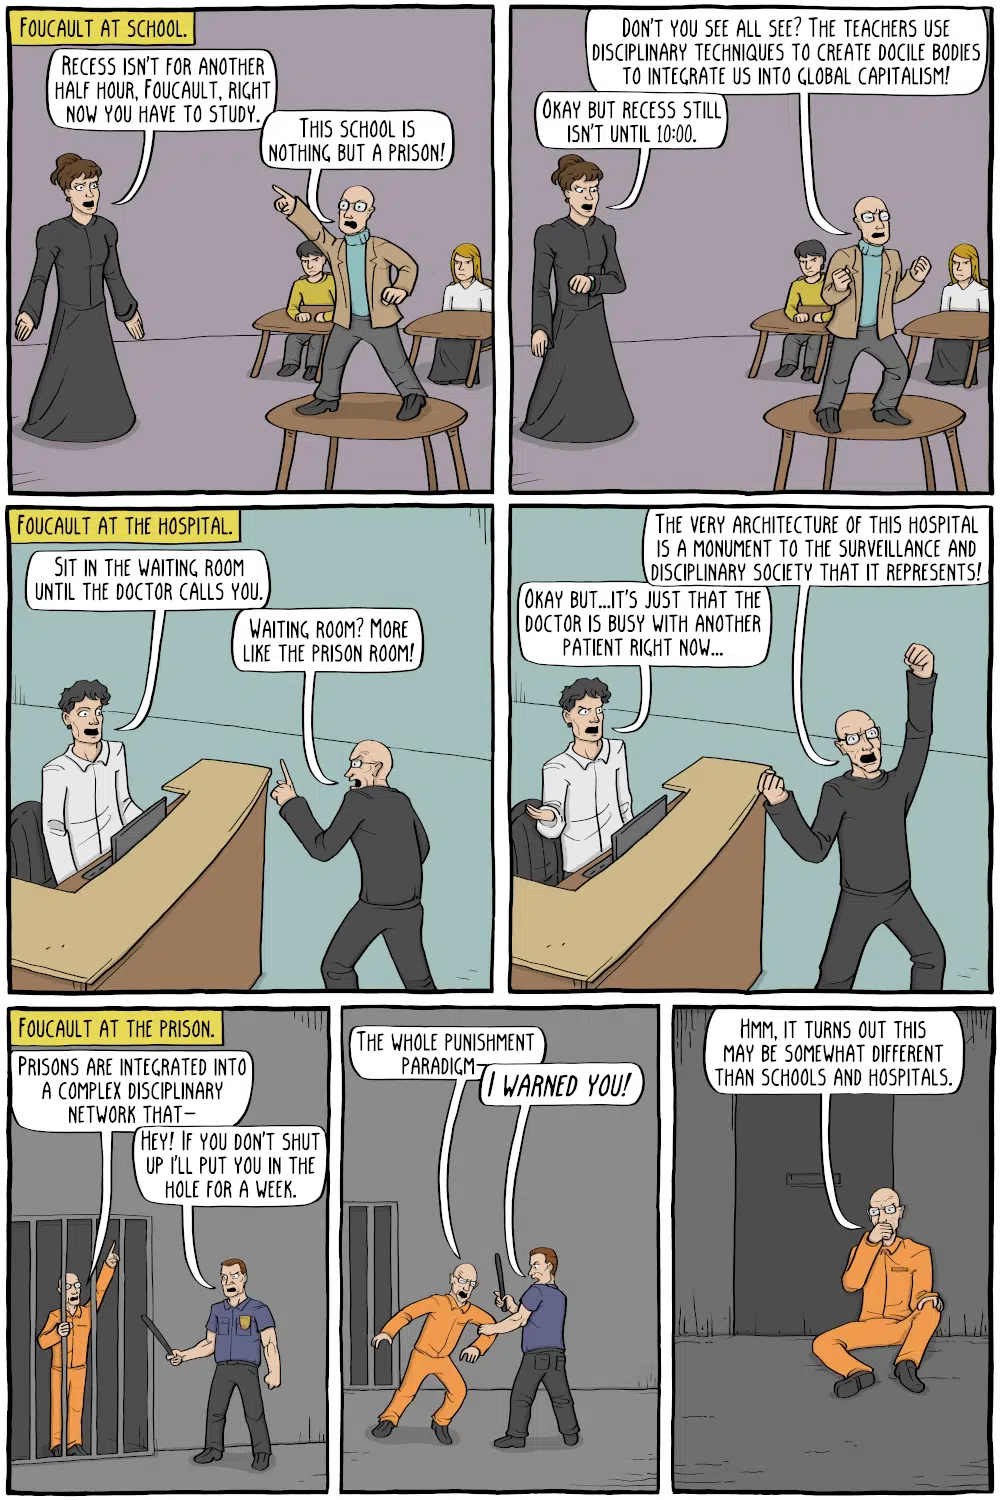 Foucault at school.
Recess isn't for another
half hour, Foucault, right
now you have to study.
This school is
nothing but a prison!
Don't you see all see? The teachers use
disciplinary techniques to create docile bodies
to integrate us into global capitalism!
Okay but recess still
isn't until 10:00.
Foucault at the hospital.
Sit in the waiting room
until the doctor calls you.
Waiting room? More
like the prison room!
The very architecture of this hospital
is a monument to the surveillance and
disciplinary society that it represents!
Okay but...it's just that the
doctor is busy with another
patient right now...
Foucault at the prison.
Prisons are integrated into
a complex disciplinary
network that—
Hey! If you don't shut
up I'll put you in the
hole for a week.
The whole punishment
paradigm—
I warned you!
Hmm, it turns out this
may be somewhat different
than schools and hospitals.